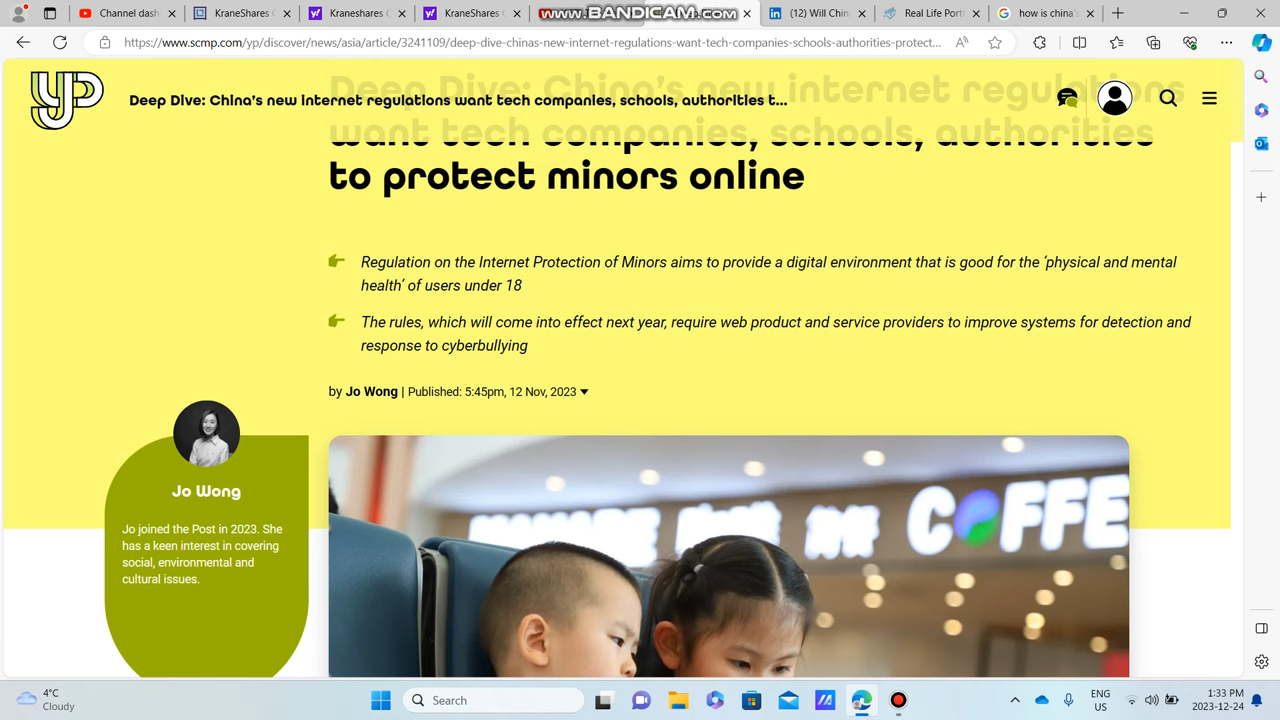 Channel dash
Kraneshares
KraneShares C
www.BANDICAM.com
(12) Will Chin
Real Life Port
how is china's
https://www.scmp.com/yp/discover/news/asia/article/3241109/deep-dive-chinas-new-internet-regulations-want-tech-companies-schools-authorities-protect...
YP
Deep Dive: China's new internet regulations want tech companies, schools, authorities t...
Deep Dive: China's new internet regulations
want tech companies, schools, authorities
to protect minors online
Regulation on the Internet Protection of Minors aims to provide a digital environment that is good for the 'physical and mental
health' of users under 18
The rules, which will come into effect next year, require web product and service providers to improve systems for detection and
response to cyberbullying
by Jo Wong | Published: 5:45pm, 12 Nov, 2023
Jo Wong
Jo joined the Post in 2023. She
has a keen interest in covering
social, environmental and
cultural issues.
COFFE
4°C
Cloudy
Search
ENG
US
1:33 PM
2023-12-24